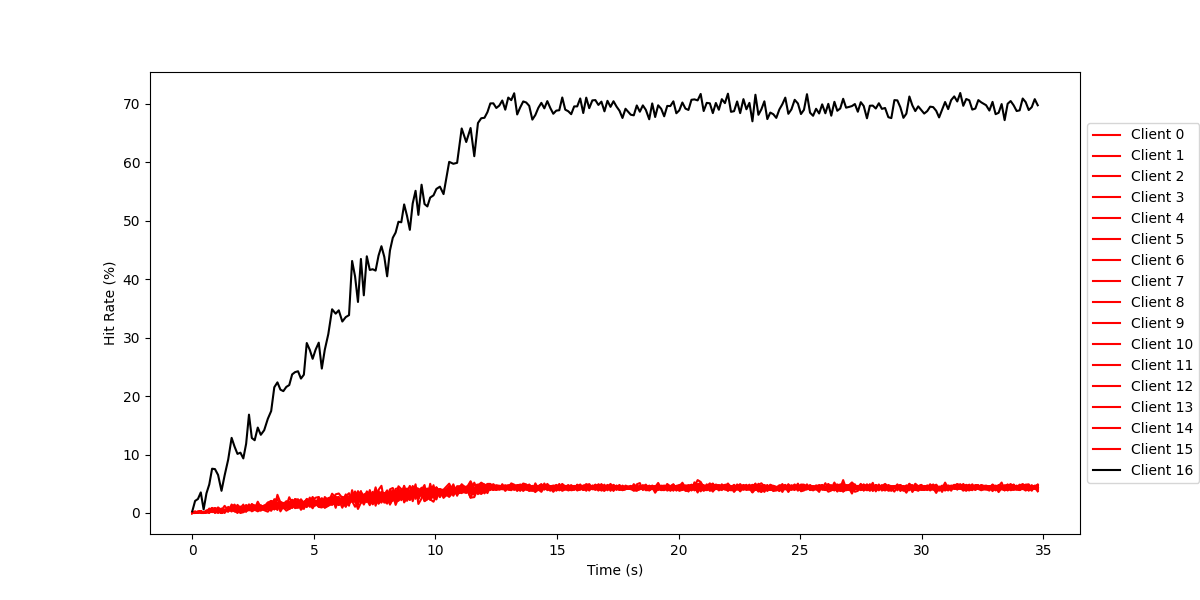 70
60
50
40
30
20
10
0
Hit Rate (%)
0 5 10 15 20 25 30 35
Time (s)
Client 0
Client 1
Client 2
Client 3
Client 4
Client 5
Client 6
Client 7
Client 8
Client 9
Client 10
Client 11
Client 12
Client 13
Client 14
Client 15
Client 16